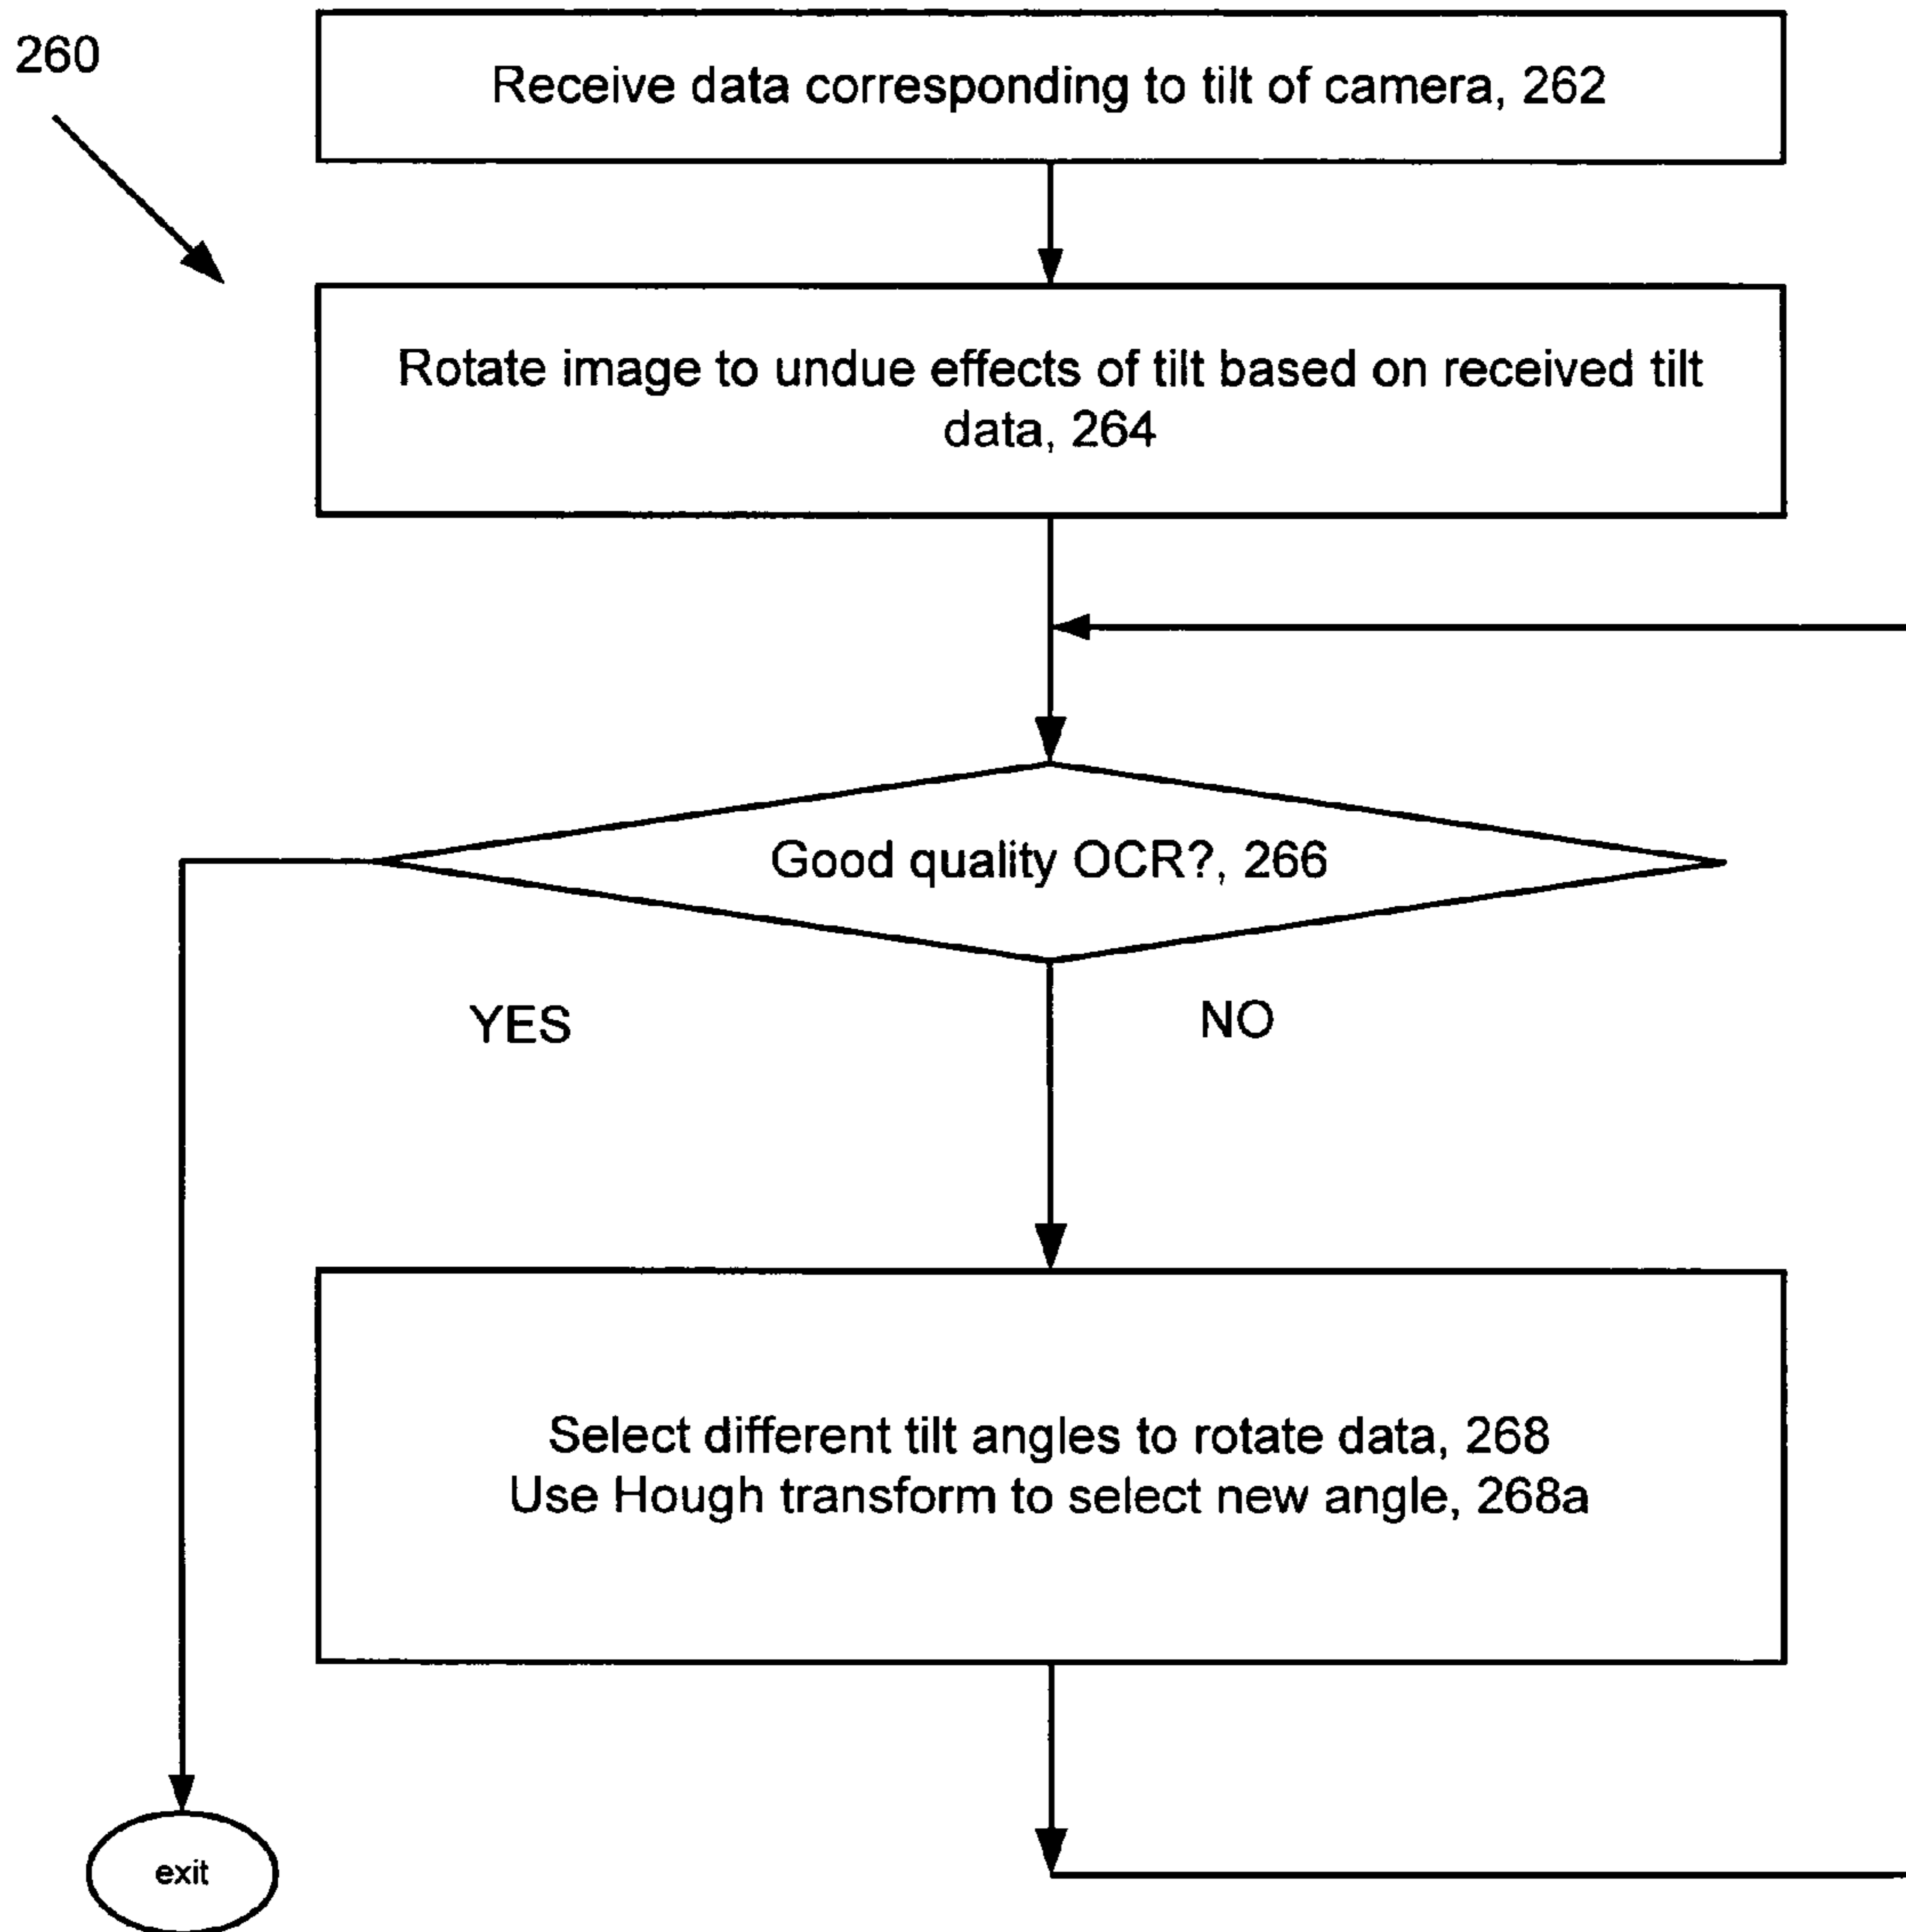 260
Receive data corresponding to tilt of camera, 262
Rotate image to undue effects of tilt based on received tilt
data, 264
Good quality OCR?, 266
YES
NO
Select different tilt angles to rotate data, 268
Use Hough transform to select new angle, 268a
exit